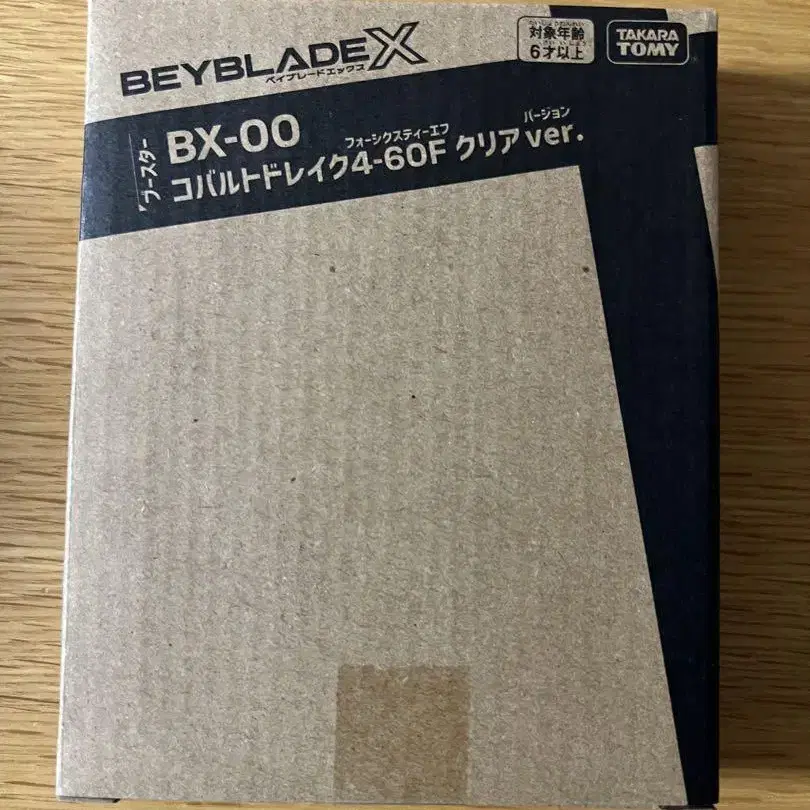 BEYBLADE X
ベイブレードエックス
対象年齢
6才以上
TAKARA
TOMY
ブースター
BX-00
フォーシクスティーエフ
バージョン
コバルトドレイク4-60F クリアver.